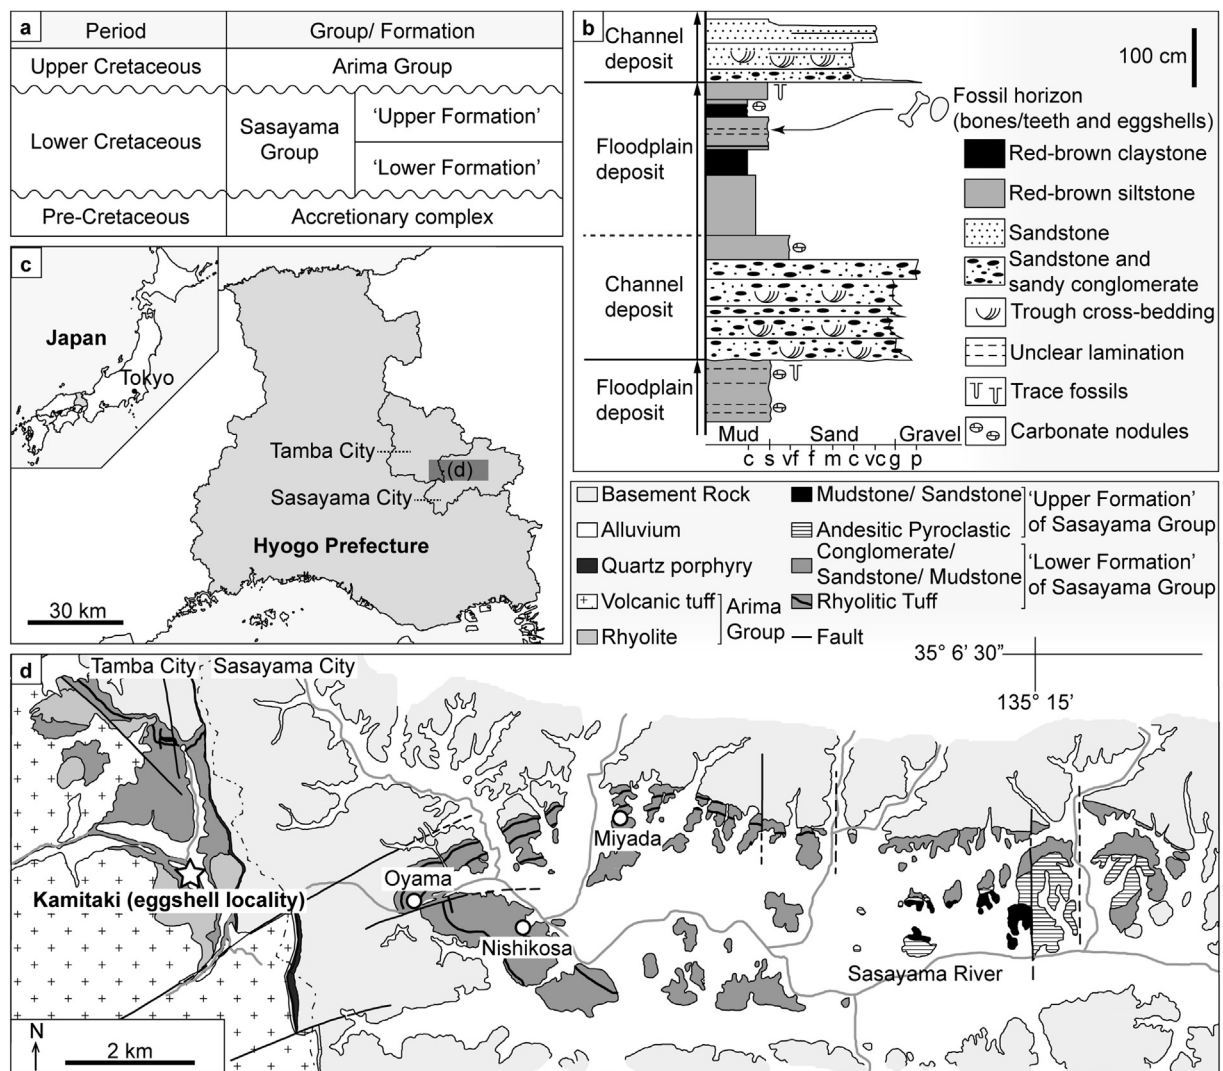 a
Period
Group/ Formation
Upper Cretaceous
Arima Group
Lower Cretaceous
Sasayama
Group
‘Upper Formation’
‘Lower Formation’
Pre-Cretaceous
Accretionary complex
b
Channel
deposit
Floodplain
deposit
Channel
deposit
Floodplain
deposit
Mud Sand Gravel
c s vf f m c vc g p
100 cm
Fossil horizon
(bones/teeth and eggshells)
Red-brown claystone
Red-brown siltstone
Sandstone
Sandstone and
sandy conglomerate
Trough cross-bedding
Unclear lamination
Trace fossils
Carbonate nodules
c
Japan
Tokyo
Tamba City
(d)
Sasayama City
Hyogo Prefecture
30 km
Basement Rock
Alluvium
Quartz porphyry
Volcanic tuff
Rhyolite
Arima
Group
Mudstone/ Sandstone
Andesitic Pyroclastic
‘Upper Formation’
of Sasayama Group
Conglomerate/
Sandstone/ Mudstone
Rhyolitic Tuff
‘Lower Formation’
of Sasayama Group
Fault
d
Tamba City
Sasayama City
35° 6’ 30”
135° 15’
Miyada
Oyama
Kamitaki (eggshell locality)
Nishikosa
Sasayama River
N
2 km